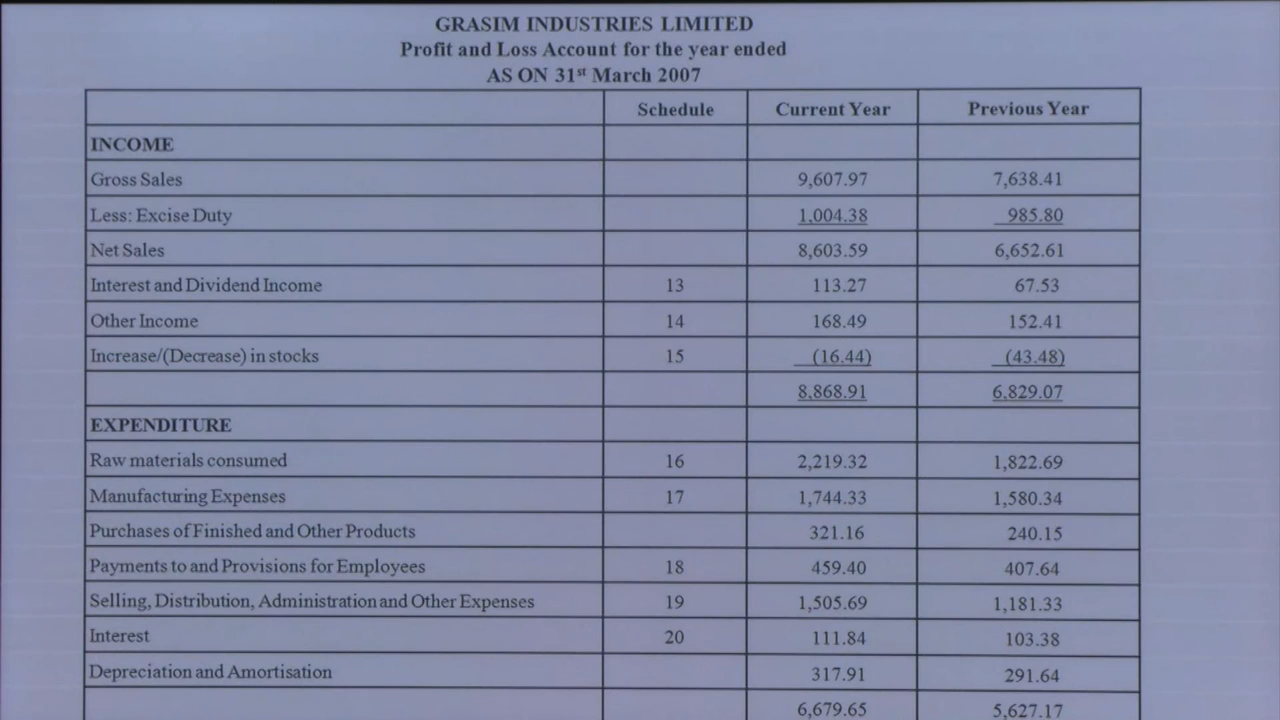 GRASIM INDUSTRIES LIMITED
Profit and Loss Account for the year ended
AS ON 31st March 2007
Schedule Current Year Previous Year
INCOME
Gross Sales 9,607.97 7,638.41
Less: Excise Duty 1,004.38 985.80
Net Sales 8,603.59 6,652.61
Interest and Dividend Income 13 113.27 67.53
Other Income 14 168.49 152.41
Increase/(Decrease) in stocks 15 (16.44) (43.48)
8,868.91 6,829.07
EXPENDITURE
Raw materials consumed 16 2,219.32 1,822.69
Manufacturing Expenses 17 1,744.33 1,580.34
Purchases of Finished and Other Products 321.16 240.15
Payments to and Provisions for Employees 18 459.40 407.64
Selling, Distribution, Administration and Other Expenses 19 1,505.69 1,181.33
Interest 20 111.84 103.38
Depreciation and Amortisation 317.91 291.64
6,679.65 5,627.17